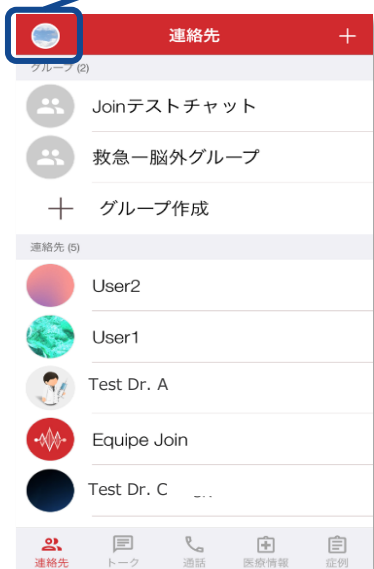 連絡先
グループ (2)
Joinテストチャット
救急ー脳外グループ
グループ作成
連絡先 (5)
User2
User1
Test Dr. A
Equipe Join
Test Dr. C
連絡先 トーク 通話 医療情報 症例